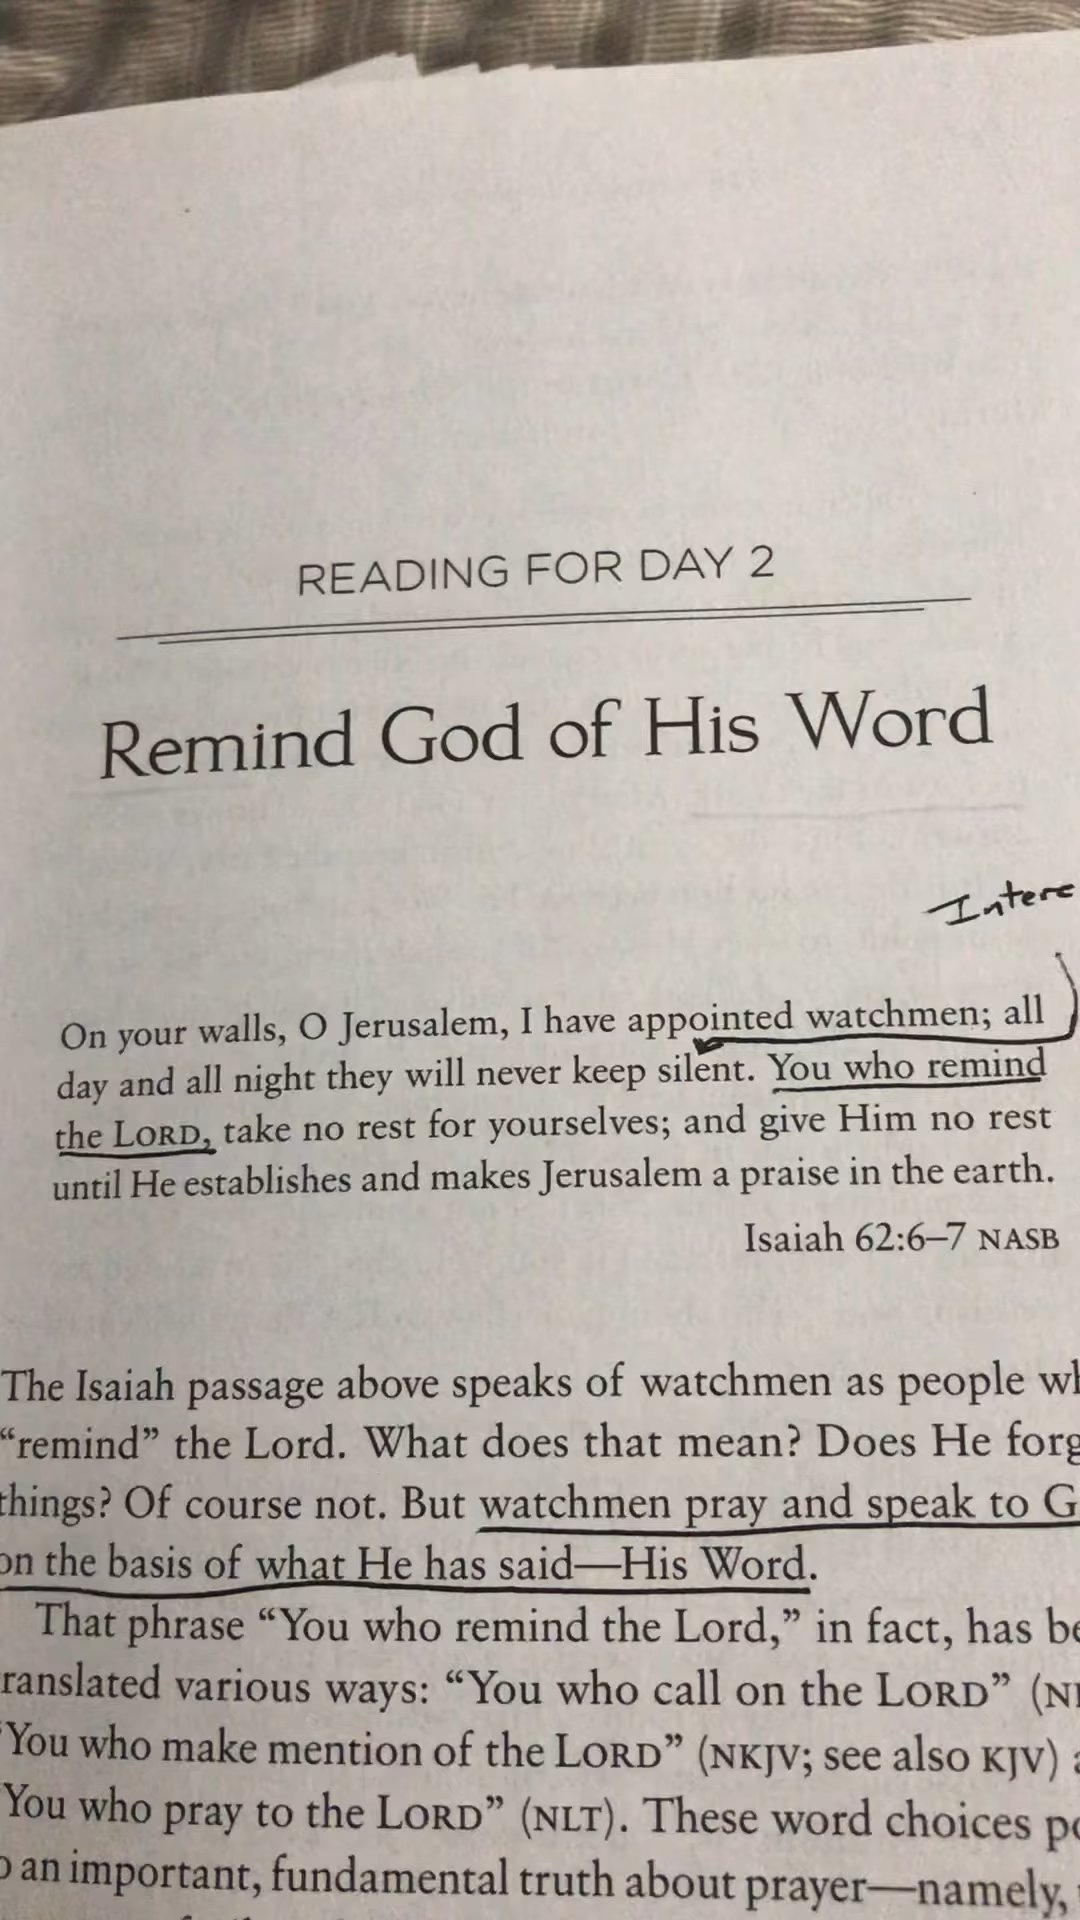 READING FOR DAY 2
Remind God of His Word
Interc
On your walls, O Jerusalem, I have appointed watchmen; all
day and all night they will never keep silent. You who remind
the LORD, take no rest for yourselves; and give Him no rest
until He establishes and makes Jerusalem a praise in the earth.
Isaiah 62:6–7 NASB
The Isaiah passage above speaks of watchmen as people
“remind” the Lord. What does that mean? Does He
things? Of course not. But watchmen pray and speak to
on the basis of what He has said—His Word.
That phrase “You who remind the Lord,” in fact, has
ranslated various ways: “You who call on the LORD”
“You who make mention of the LORD” (NKJV; see also KJV)
“You who pray to the LORD” (NLT). These word choices
an important, fundamental truth about prayer—namely,